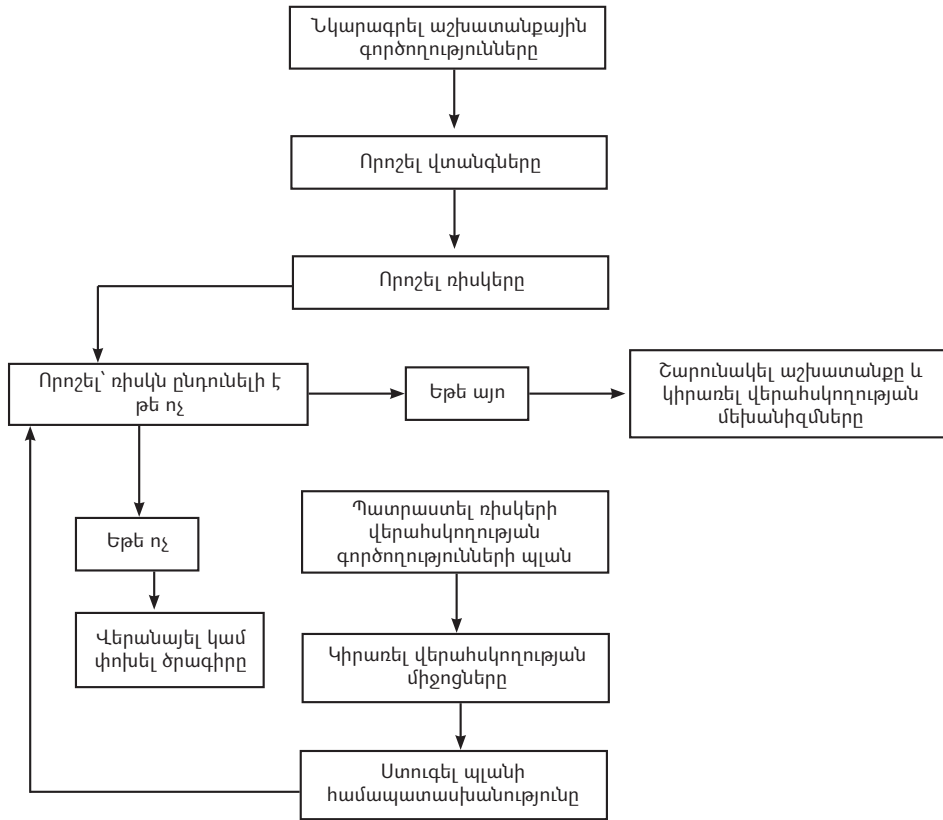 Նկարագրել աշխատանքային
գործողությունները
Որոշել վտանգները
Որոշել ռիսկերը
Որոշել՝ ռիսկն ընդունելի է
թե ոչ
Եթե այո
Շարունակել աշխատանքը և
կիրառել վերահսկողության
մեխանիզմները
Եթե ոչ
Վերանայել կամ
փոխել ծրագիրը
Պատրաստել ռիսկերի
վերահսկողության
գործողությունների պլան
Կիրառել վերահսկողության
միջոցները
Ստուգել պլանի
համապատասխանությունը